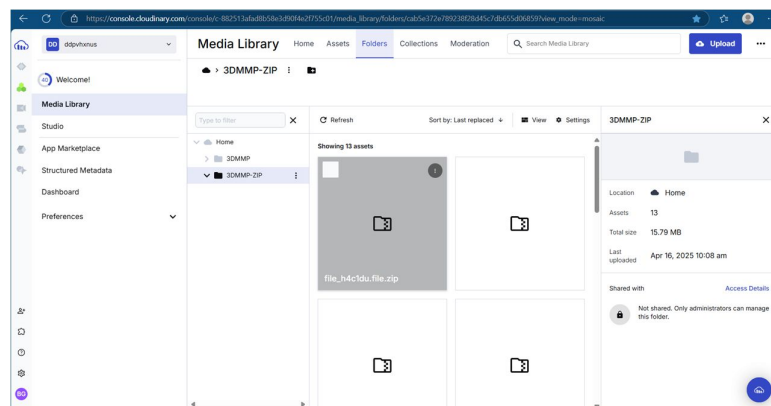 https://console.cloudinary.com/console/c-882513afad8b58e3d90f4e2f755c01/media_library/folders/cab5e372e789238f28d45c7db655d06859?view_mode=mosaic
DD ddpvhxnus
Media Library Home Assets Folders Collections Moderation Search Media Library Upload
3DMMP-ZIP
40 Welcome!
Media Library
Studio
App Marketplace
Structured Metadata
Dashboard
Preferences
BG
Type to filter
Home
3DMMP
3DMMP-ZIP
Refresh Sort by: Last replaced View Settings
Showing 13 assets
file_h4c1du.file.zip
3DMMP-ZIP
Location Home
Assets 13
Total size 15.79 MB
Last uploaded Apr 16, 2025 10:08 am
Shared with Access Details
Not shared. Only administrators can manage
this folder.